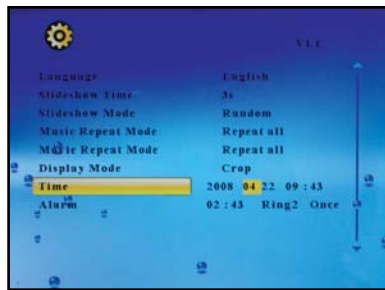 Language English
Slideshow Time 3s
Slideshow Mode Random
Music Repeat Mode Repeat all
Movie Repeat Mode Repeat all
Display Mode Crop
Time 2008 04 22 09 : 43
Alarm 02 : 43 Ring2 Once